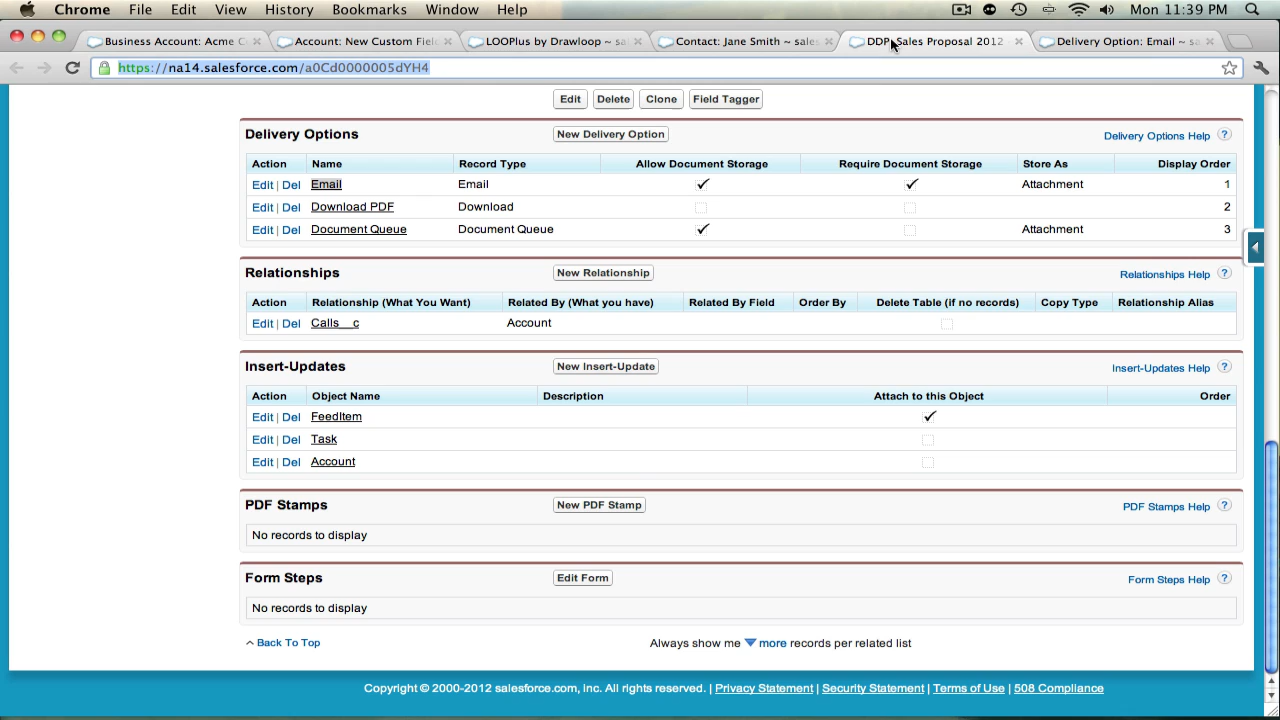 Chrome File Edit View History Bookmarks Window Help Mon 11:39 PM
Business Account: Acme C Account: New Custom Fiel LOOPlus by Drawloop ~ sa Contact: Jane Smith ~ sales DDP: Sales Proposal 2012 Delivery Option: Email ~ sa
https://na14.salesforce.com/a0Cd0000005dYH4
Edit Delete Clone Field Tagger
Delivery Options New Delivery Option Delivery Options Help ?
Action Name Record Type Allow Document Storage Require Document Storage Store As Display Order
Edit | Del Email Email Attachment 1
Edit | Del Download PDF Download 2
Edit | Del Document Queue Document Queue Attachment 3
Relationships New Relationship Relationships Help ?
Action Relationship (What You Want) Related By (What you have) Related By Field Order By Delete Table (if no records) Copy Type Relationship Alias
Edit | Del Calls__c Account
Insert-Updates New Insert-Update Insert-Updates Help ?
Action Object Name Description Attach to this Object Order
Edit | Del FeedItem
Edit | Del Task
Edit | Del Account
PDF Stamps New PDF Stamp PDF Stamps Help ?
No records to display
Form Steps Edit Form Form Steps Help ?
No records to display
Back To Top Always show me more records per related list
Copyright © 2000-2012 salesforce.com, inc. All rights reserved. | Privacy Statement | Security Statement | Terms of Use | 508 Compliance